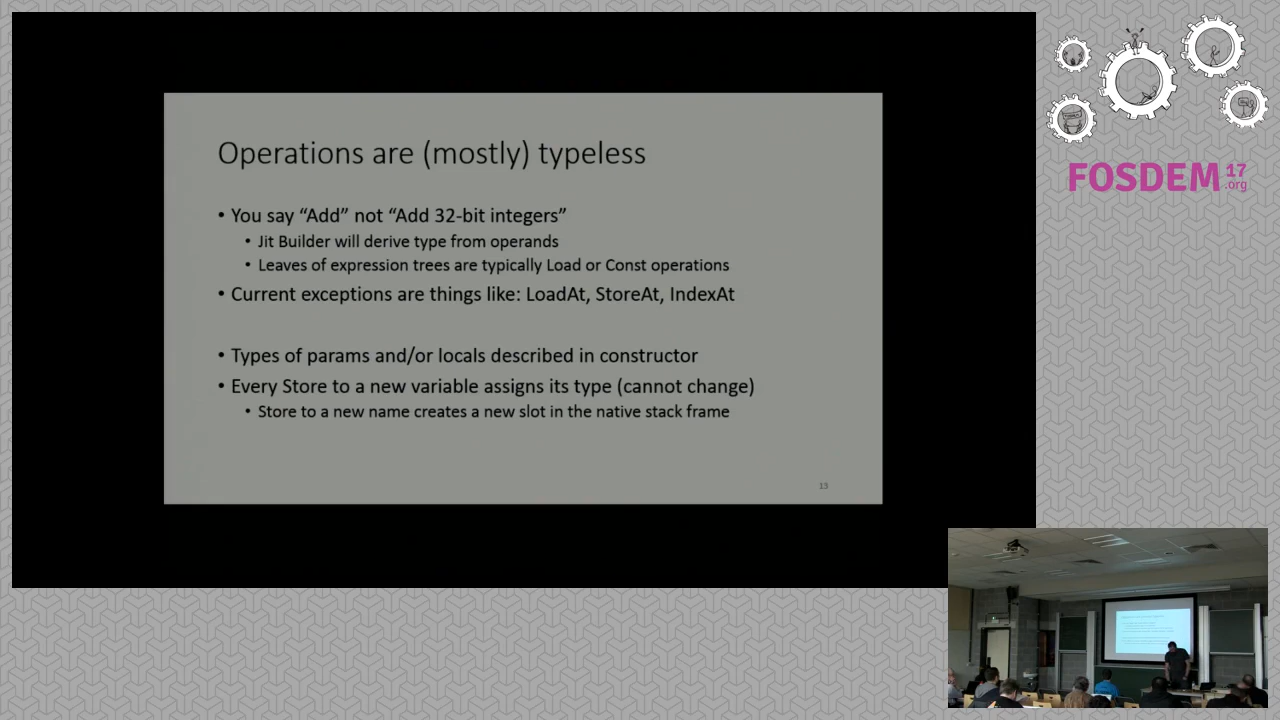 Operations are (mostly) typeless
• You say “Add” not “Add 32-bit integers”
• Jit Builder will derive type from operands
• Leaves of expression trees are typically Load or Const operations
• Current exceptions are things like: LoadAt, StoreAt, IndexAt
• Types of params and/or locals described in constructor
• Every Store to a new variable assigns its type (cannot change)
• Store to a new name creates a new slot in the native stack frame
13
FOSDEM 17
.org